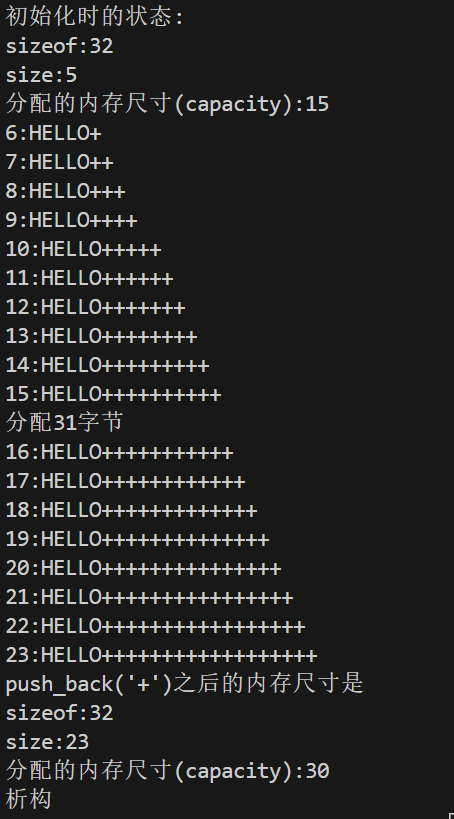 初始化时的状态:
sizeof:32
size:5
分配的内存尺寸(capacity):15
6:HELLO+
7:HELLO++
8:HELLO+++
9:HELLO++++
10:HELLO+++++
11:HELLO++++++
12:HELLO+++++++
13:HELLO++++++++
14:HELLO+++++++++
15:HELLO++++++++++
分配31字节
16:HELLO+++++++++++
17:HELLO++++++++++++
18:HELLO+++++++++++++
19:HELLO++++++++++++++
20:HELLO+++++++++++++++
21:HELLO++++++++++++++++
22:HELLO+++++++++++++++++
23:HELLO++++++++++++++++++
push_back('+')之后的内存尺寸是
sizeof:32
size:23
分配的内存尺寸(capacity):30
析构